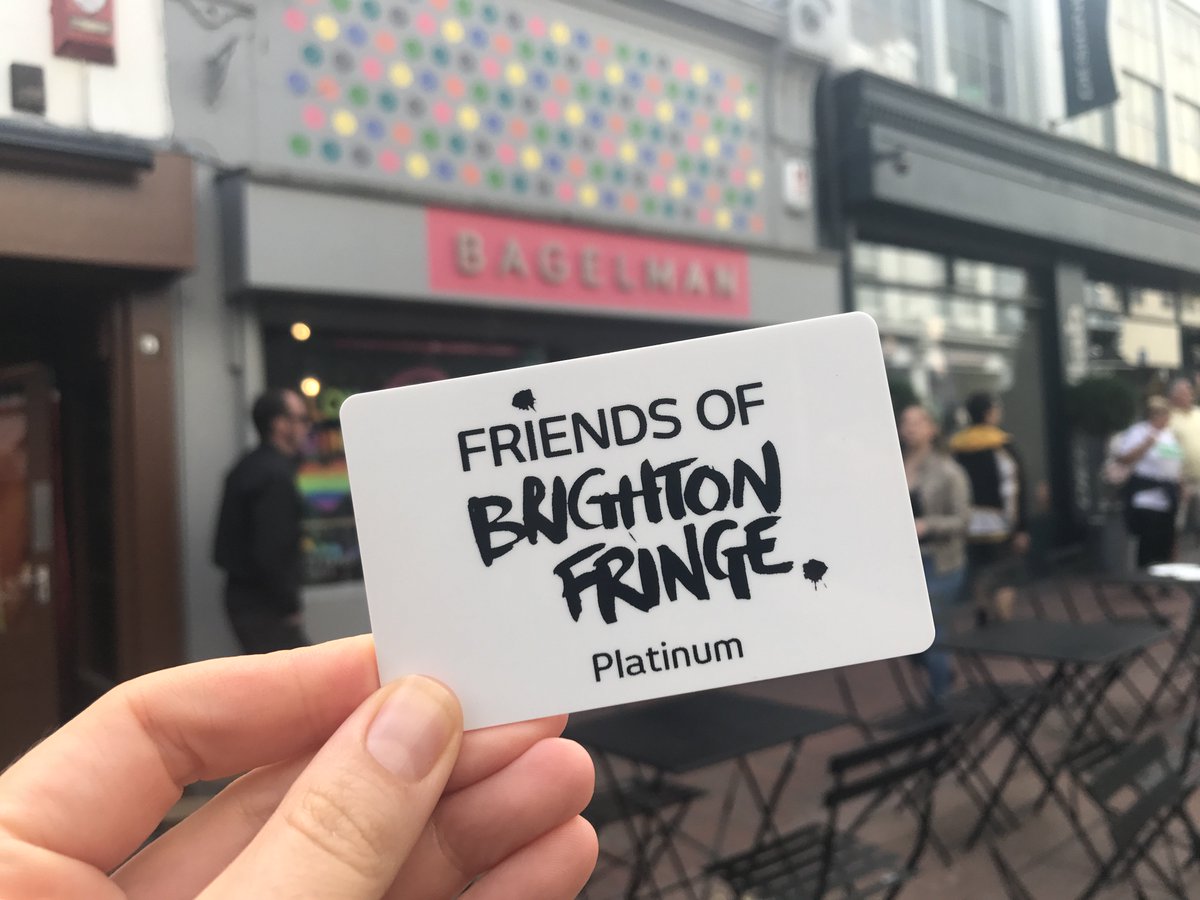 BAGELMAN
FRIENDS OF
BRIGHTON
FRINGE
Platinum